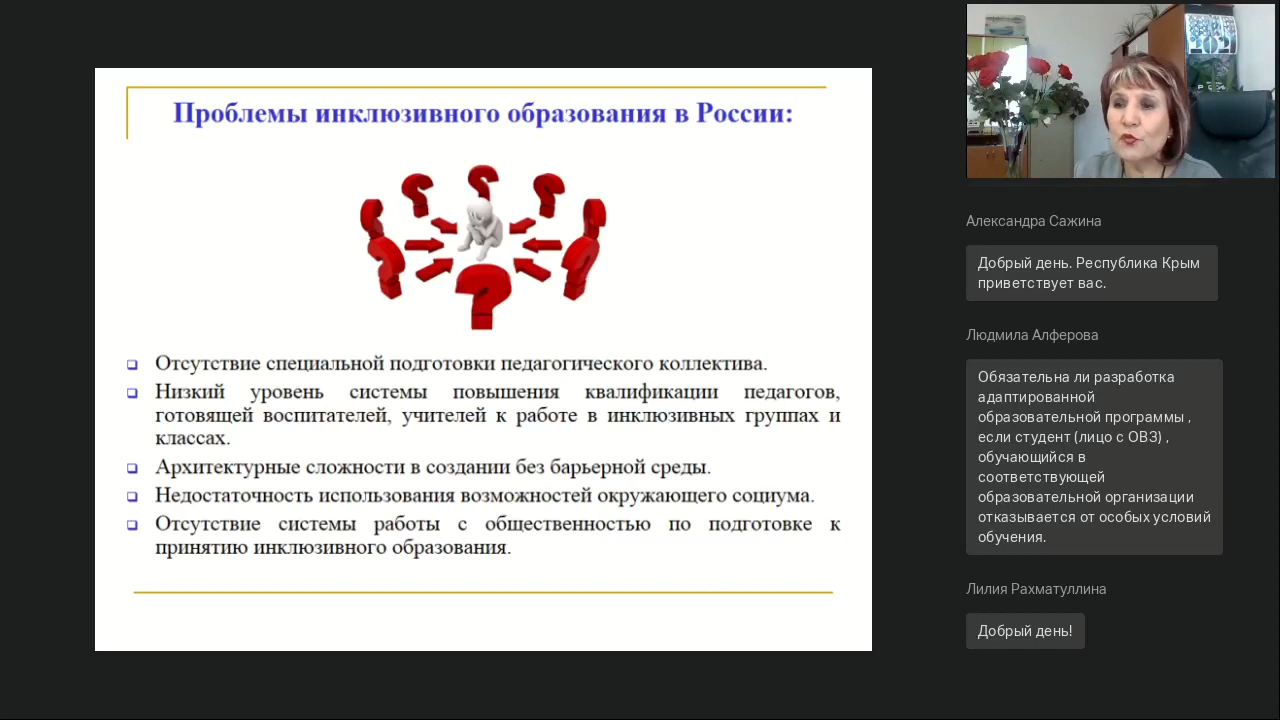 Проблемы инклюзивного образования в России:
Отсутствие специальной подготовки педагогического коллектива.
Низкий уровень системы повышения квалификации педагогов,
готовящей воспитателей, учителей к работе в инклюзивных группах и
классах.
Архитектурные сложности в создании без барьерной среды.
Недостаточность использования возможностей окружающего социума.
Отсутствие системы работы с общественностью по подготовке к
принятию инклюзивного образования.
Александра Сажина
Добрый день. Республика Крым
приветствует вас.
Людмила Алферова
Обязательна ли разработка
адаптированной
образовательной программы ,
если студент (лицо с ОВЗ) ,
обучающийся в
соответствующей
образовательной организации
отказывается от особых условий
обучения.
Лилия Рахматуллина
Добрый день!